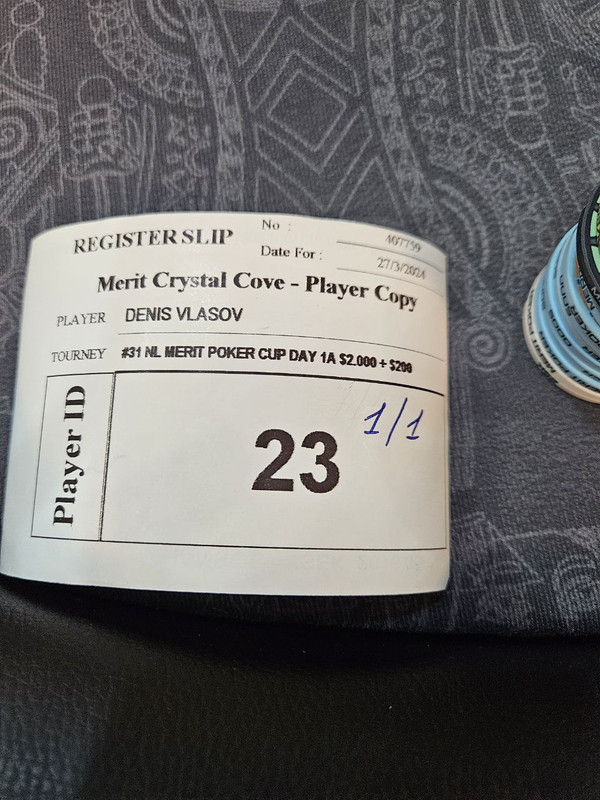 REGISTER SLIP
No :
407759
Date For :
27/3/2024
Merit Crystal Cove - Player Copy
PLAYER DENIS VLASOV
TOURNEY #31 NL MERIT POKER CUP DAY 1A $2.000 + $200
Player ID
23
1/1